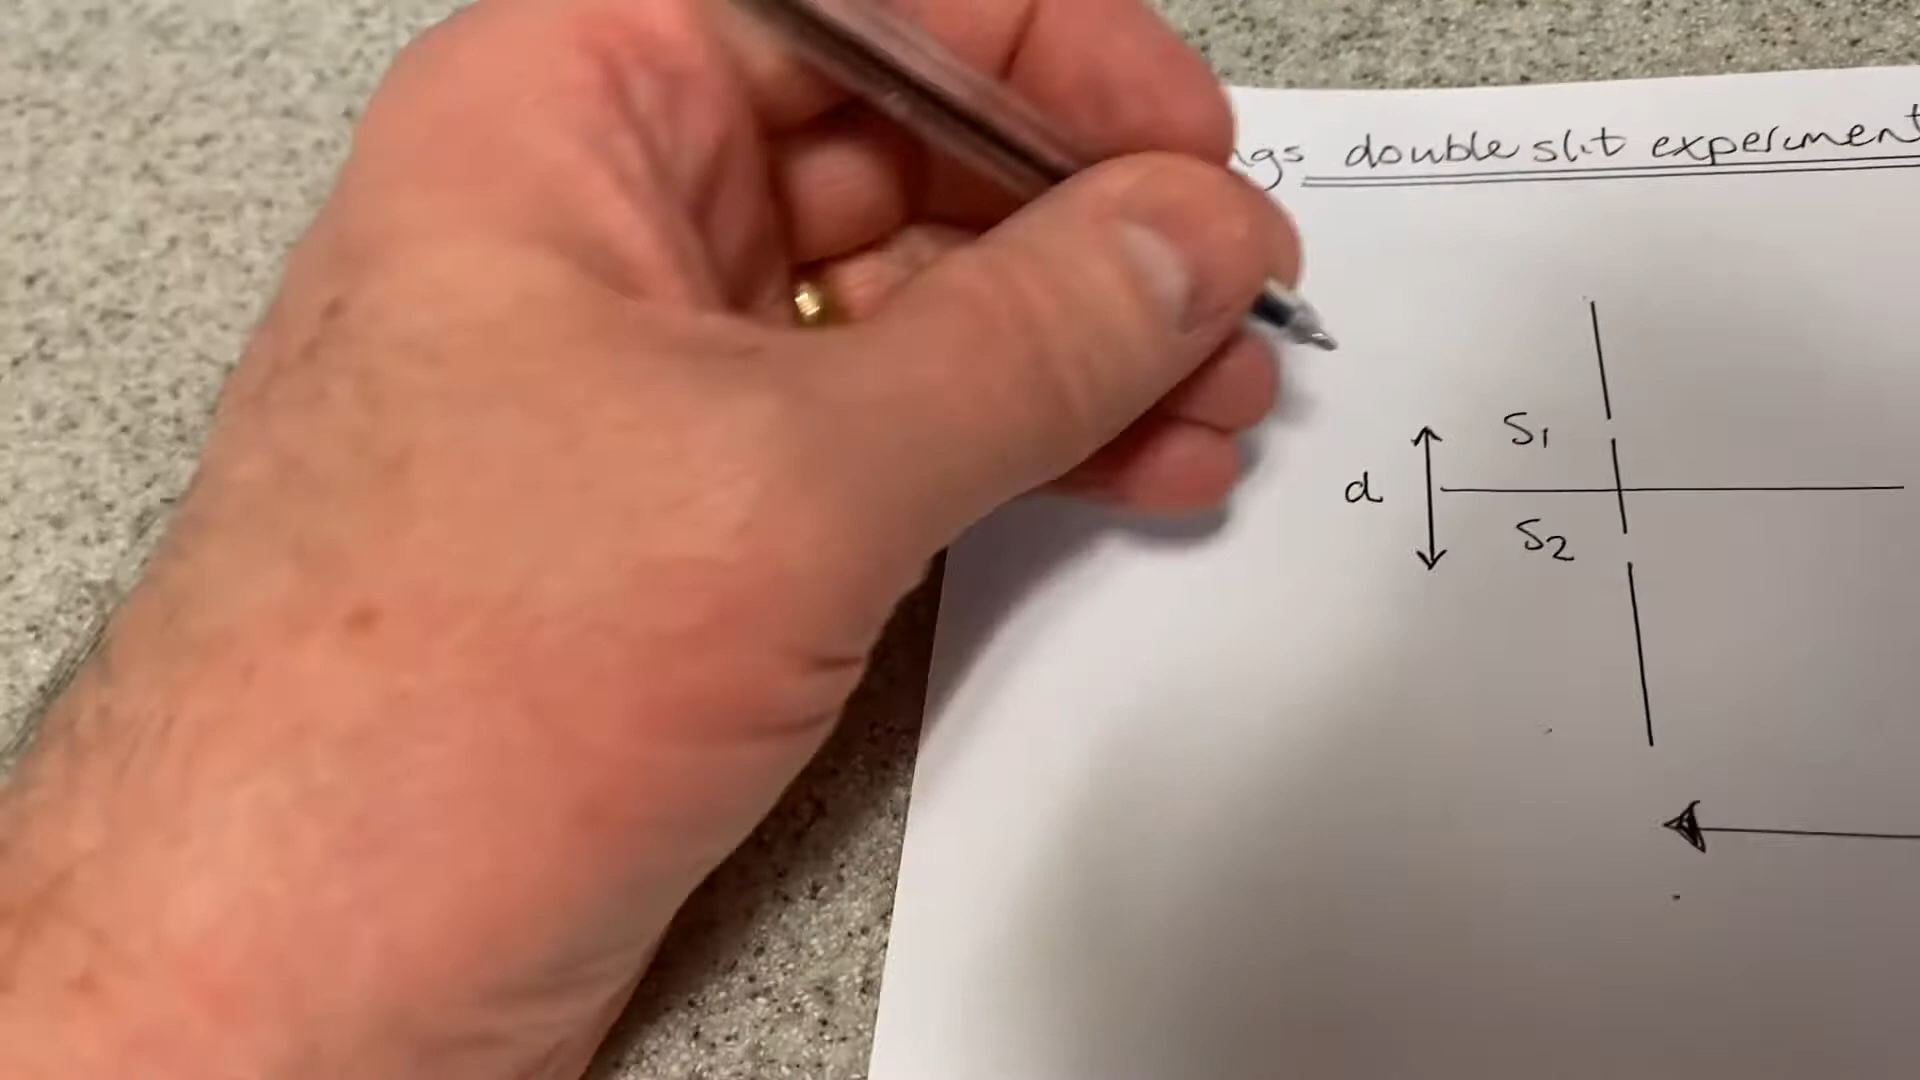 double slit experiment
S1
d
S2